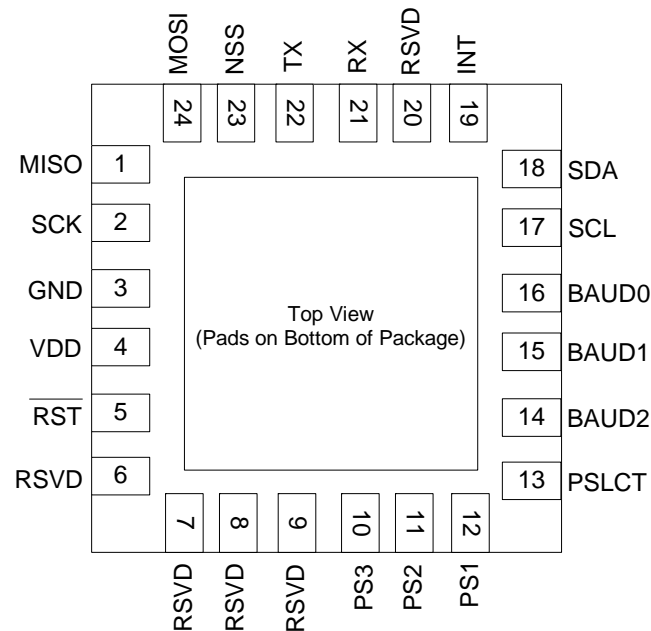 MOSI
NSS
TX
RX
RSVD
INT
24
23
22
21
20
19
MISO 1
SCK 2
GND 3
VDD 4
RST 5
RSVD 6
18 SDA
17 SCL
16 BAUD0
15 BAUD1
14 BAUD2
13 PSLCT
Top View
(Pads on Bottom of Package)
7
8
9
10
11
12
RSVD
RSVD
RSVD
PS3
PS2
PS1